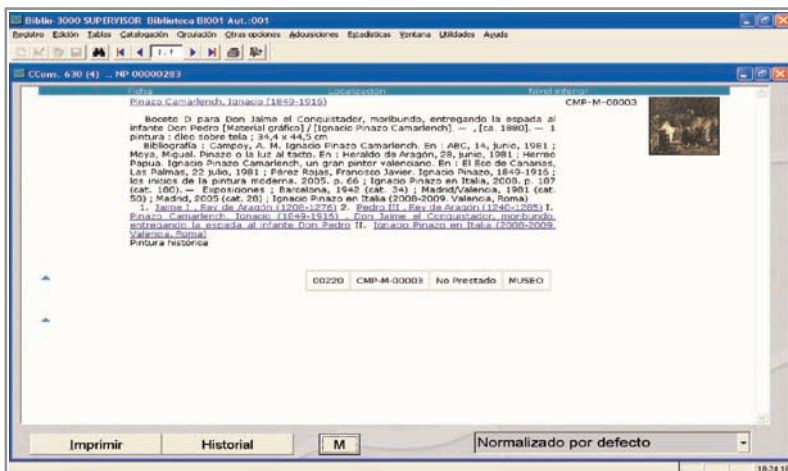 Biblio-3000 SUPERVISOR Biblioteca BI001 Aut.:001
Registro Edición Tablas Catalogación Circulación Otras opciones Adquisiciones Estadísticas Ventana Utilidades Ayuda
CCons. 630 (4) .. NP 00000283
Ficha Localización Nivel inferior
Pinazo Camarlench, Ignacio (1849-1916) CMP-M-00003
Boceto D para Don Jaime el Conquistador, moribundo, entregando la espada al
infante Don Pedro [Material gráfico] / [Ignacio Pinazo Camarlench]. — , [ca. 1880]. — 1
pintura : óleo sobre tela ; 34,4 x 44,5 cm
Bibliografía : Campoy, A. M. Ignacio Pinazo Camarlench. En : ABC, 14, junio, 1981 ;
Moya, Miguel. Pinazo o la luz al tacto. En : Heraldo de Aragón, 28, junio, 1981 ; Herreo
Papua. Ignacio Pinazo Camarlench, un gran pintor valenciano. En : El Eco de Canarias,
Las Palmas, 22 julio, 1981 ; Pérez Rojas, Francisco Javier. Ignacio Pinazo, 1849-1916 :
los inicios de la pintura moderna. 2005. p. 66 ; Ignacio Pinazo en Italia, 2008. p. 107
(cat. 180). — Exposiciones : Barcelona, 1942 (cat. 34) ; Madrid/Valencia, 1981 (cat.
50) ; Madrid, 2005 (cat. 28) ; Ignacio Pinazo en Italia (2008-2009. Valencia, Roma)
1. Jaime I , Rey de Aragón (1208-1276) 2. Pedro III , Rey de Aragón (1240-1285) I.
Pinazo Camarlench, Ignacio (1849-1916) . Don Jaime el Conquistador, moribundo,
entregando la espada al infante Don Pedro II. Ignacio Pinazo en Italia (2008-2009.
Valencia, Roma)
Pintura histórica
00220 CMP-M-00003 No Prestado MUSEO
Imprimir Historial M Normalizado por defecto